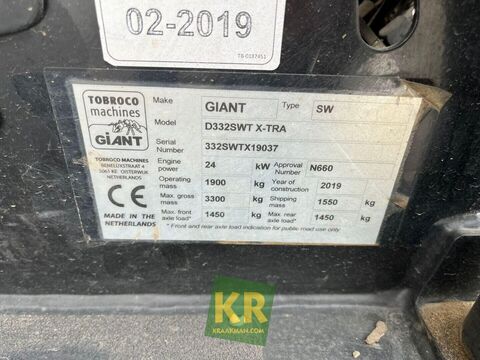 02-2019
TB-0137451
TOBROCO
machines
GiANT
TOBROCO MACHINES
BENELUXSTRAAT 4
5061 KE OISTERWIJK
NETHERLANDS
CE
MADE IN THE
NETHERLANDS
Make GIANT Type SW
Model D332SWT X-TRA
Serial Number 332SWTX19037
Engine power 24 kW Approval Number N660
Operating mass 1900 kg Year of construction 2019
Max. gross mass 3300 kg Shipping mass 1550 kg
Max. front axle load* 1450 kg Max. rear axle load* 1450 kg
* Front and rear axle load indication for public road use only
KR
KRAAKMAN.COM